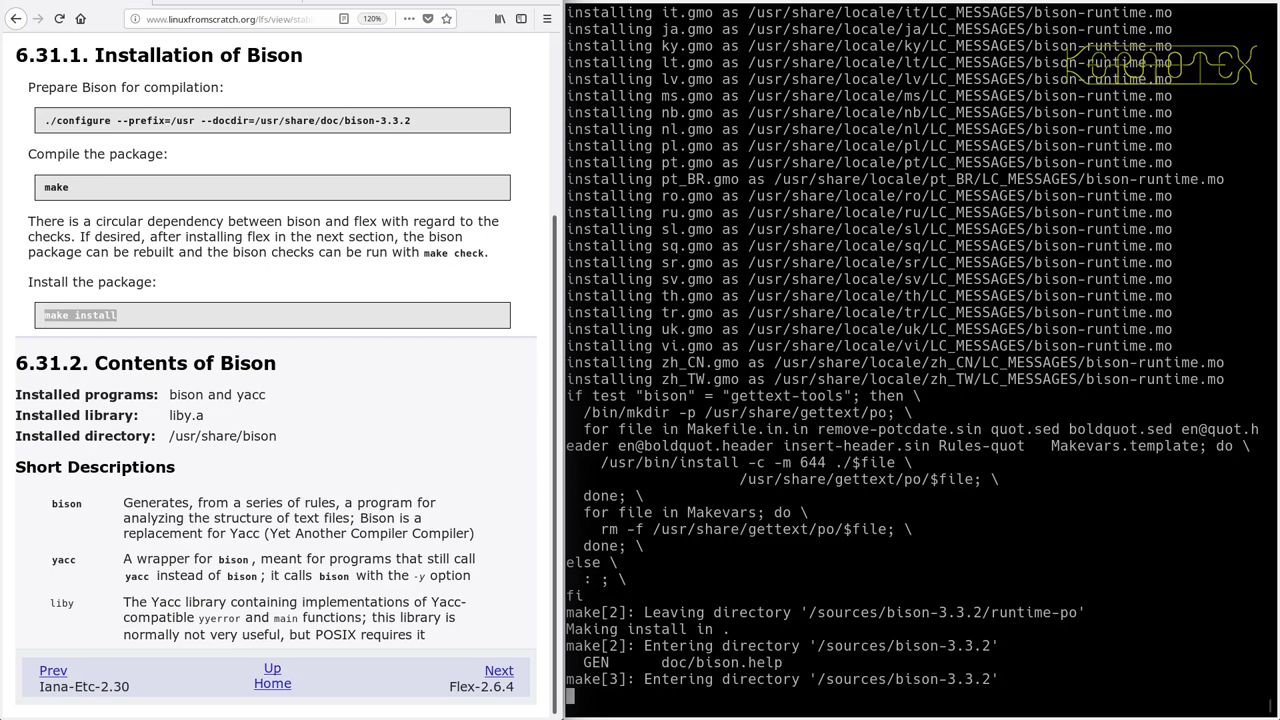 www.linuxfromscratch.org/lfs/view/stab
120%
6.31.1. Installation of Bison
Prepare Bison for compilation:
./configure --prefix=/usr --docdir=/usr/share/doc/bison-3.3.2
Compile the package:
make
There is a circular dependency between bison and flex with regard to the
checks. If desired, after installing flex in the next section, the bison
package can be rebuilt and the bison checks can be run with make check.
Install the package:
make install
6.31.2. Contents of Bison
Installed programs: bison and yacc
Installed library: liby.a
Installed directory: /usr/share/bison
Short Descriptions
bison Generates, from a series of rules, a program for
analyzing the structure of text files; Bison is a
replacement for Yacc (Yet Another Compiler Compiler)
yacc A wrapper for bison, meant for programs that still call
yacc instead of bison; it calls bison with the -y option
liby The Yacc library containing implementations of Yacc-
compatible yyerror and main functions; this library is
normally not very useful, but POSIX requires it
Prev Up Next
Iana-Etc-2.30 Home Flex-2.6.4
installing it.gmo as /usr/share/locale/it/LC_MESSAGES/bison-runtime.mo
installing ja.gmo as /usr/share/locale/ja/LC_MESSAGES/bison-runtime.mo
installing ky.gmo as /usr/share/locale/ky/LC_MESSAGES/bison-runtime.mo
installing lt.gmo as /usr/share/locale/lt/LC_MESSAGES/bison-runtime.mo
installing lv.gmo as /usr/share/locale/lv/LC_MESSAGES/bison-runtime.mo
installing ms.gmo as /usr/share/locale/ms/LC_MESSAGES/bison-runtime.mo
installing nb.gmo as /usr/share/locale/nb/LC_MESSAGES/bison-runtime.mo
installing nl.gmo as /usr/share/locale/nl/LC_MESSAGES/bison-runtime.mo
installing pl.gmo as /usr/share/locale/pl/LC_MESSAGES/bison-runtime.mo
installing pt.gmo as /usr/share/locale/pt/LC_MESSAGES/bison-runtime.mo
installing pt_BR.gmo as /usr/share/locale/pt_BR/LC_MESSAGES/bison-runtime.mo
installing ro.gmo as /usr/share/locale/ro/LC_MESSAGES/bison-runtime.mo
installing ru.gmo as /usr/share/locale/ru/LC_MESSAGES/bison-runtime.mo
installing sl.gmo as /usr/share/locale/sl/LC_MESSAGES/bison-runtime.mo
installing sq.gmo as /usr/share/locale/sq/LC_MESSAGES/bison-runtime.mo
installing sr.gmo as /usr/share/locale/sr/LC_MESSAGES/bison-runtime.mo
installing sv.gmo as /usr/share/locale/sv/LC_MESSAGES/bison-runtime.mo
installing th.gmo as /usr/share/locale/th/LC_MESSAGES/bison-runtime.mo
installing tr.gmo as /usr/share/locale/tr/LC_MESSAGES/bison-runtime.mo
installing uk.gmo as /usr/share/locale/uk/LC_MESSAGES/bison-runtime.mo
installing vi.gmo as /usr/share/locale/vi/LC_MESSAGES/bison-runtime.mo
installing zh_CN.gmo as /usr/share/locale/zh_CN/LC_MESSAGES/bison-runtime.mo
installing zh_TW.gmo as /usr/share/locale/zh_TW/LC_MESSAGES/bison-runtime.mo
if test "bison" = "gettext-tools"; then \
/bin/mkdir -p /usr/share/gettext/po; \
for file in Makefile.in.in remove-potcdate.sin quot.sed boldquot.sed en@quot.h
eader en@boldquot.header insert-header.sin Rules-quot Makevars.template; do \
/usr/bin/install -c -m 644 ./$file \
/usr/share/gettext/po/$file; \
done; \
for file in Makevars; do \
rm -f /usr/share/gettext/po/$file; \
done; \
else \
: ; \
fi
make[2]: Leaving directory '/sources/bison-3.3.2/runtime-po'
Making install in .
make[2]: Entering directory '/sources/bison-3.3.2'
GEN doc/bison.help
make[3]: Entering directory '/sources/bison-3.3.2'